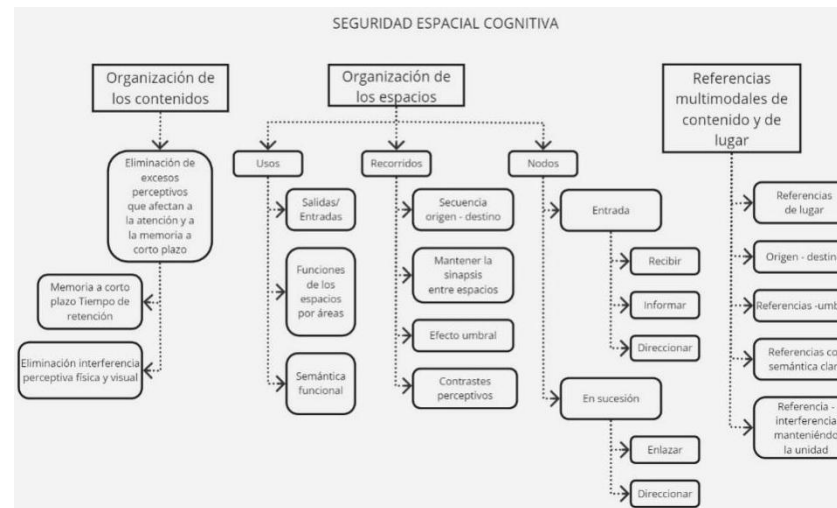 SEGURIDAD ESPACIAL COGNITIVA
Organización de
los contenidos
Eliminación de
excesos
perceptivos
que afectan a
la atención y a
la memoria a
corto plazo
Memoria a corto
plazo Tiempo de
retención
Eliminación interferencia
perceptiva física y visual
Organización de
los espacios
Usos
Salidas/
Entradas
Funciones
de los
espacios
por áreas
Semántica
funcional
Recorridos
Secuencia
origen - destino
Mantener la
sinapsis
entre espacios
Efecto umbral
Contrastes
perceptivos
Nodos
Entrada
Recibir
Informar
Direccionar
En sucesión
Enlazar
Direccionar
Referencias
multimodales de
contenido y de
lugar
Referencias
de lugar
Origen - destin
Referencias -umb
Referencias co
semántica clar
Referencia -
interferencia
manteniéndo
la unidad